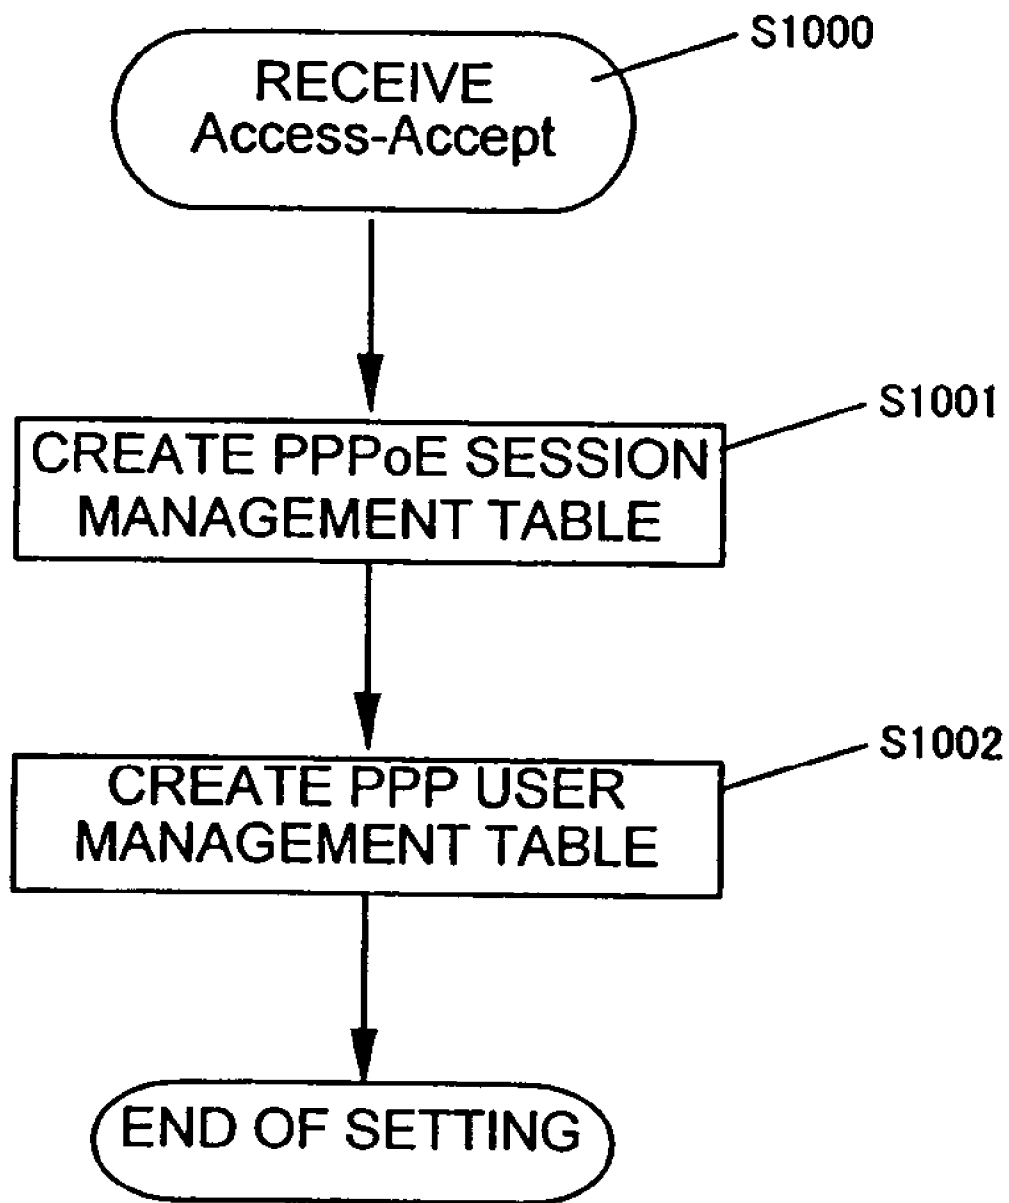 S1000
RECEIVE
Access-Accept
S1001
CREATE PPPoE SESSION
MANAGEMENT TABLE
S1002
CREATE PPP USER
MANAGEMENT TABLE
END OF SETTING